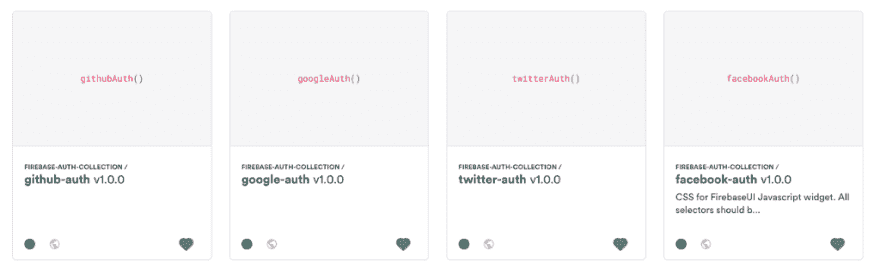 githubAuth()
FIREBASE-AUTH-COLLECTION /
github-auth v1.0.0
googleAuth()
FIREBASE-AUTH-COLLECTION /
google-auth v1.0.0
twitterAuth()
FIREBASE-AUTH-COLLECTION /
twitter-auth v1.0.0
facebookAuth()
FIREBASE-AUTH-COLLECTION /
facebook-auth v1.0.0
CSS for FirebaseUI Javascript widget. All
selectors should b...